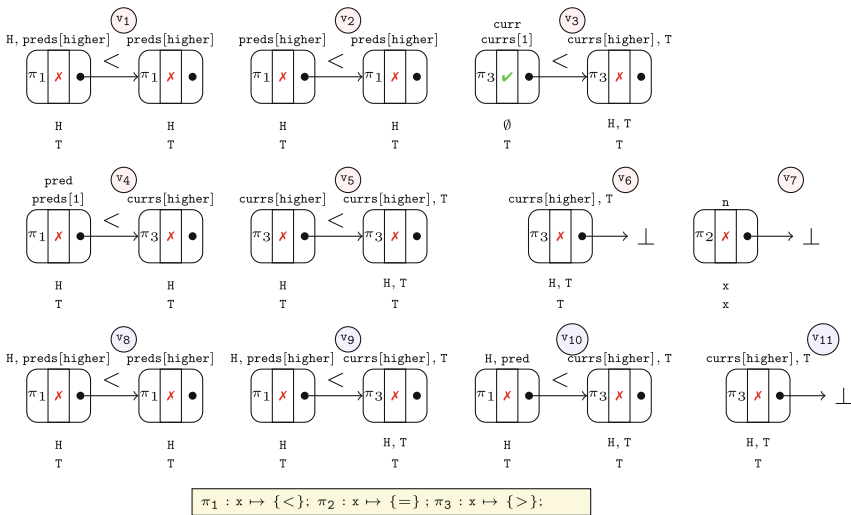 v1 v2 v3
curr
H, preds[higher] preds[higher] preds[higher] preds[higher] currs[1] currs[higher], T
< < <
π1 ✗ π1 ✗ π1 ✗ π1 ✗ π3 ✔ π3 ✗
H H H H ∅ H, T
T T T T T T
v4 v5 v6 v7
pred
preds[1] currs[higher] currs[higher] currs[higher], T currs[higher], T n
< <
π1 ✗ π3 ✗ π3 ✗ π3 ✗ π3 ✗ ⊥ π2 ✗ ⊥
H H H H, T H, T x
T T T T T x
v8 v9 v10 v11
H, preds[higher] preds[higher] H, preds[higher] currs[higher], T H, pred currs[higher], T currs[higher], T
< < <
π1 ✗ π1 ✗ π1 ✗ π3 ✗ π1 ✗ π3 ✗ π3 ✗ ⊥
H H H H, T H H, T H, T
T T T T T T T
π1 : x ↦ {<}; π2 : x ↦ {=} ; π3 : x ↦ {>};